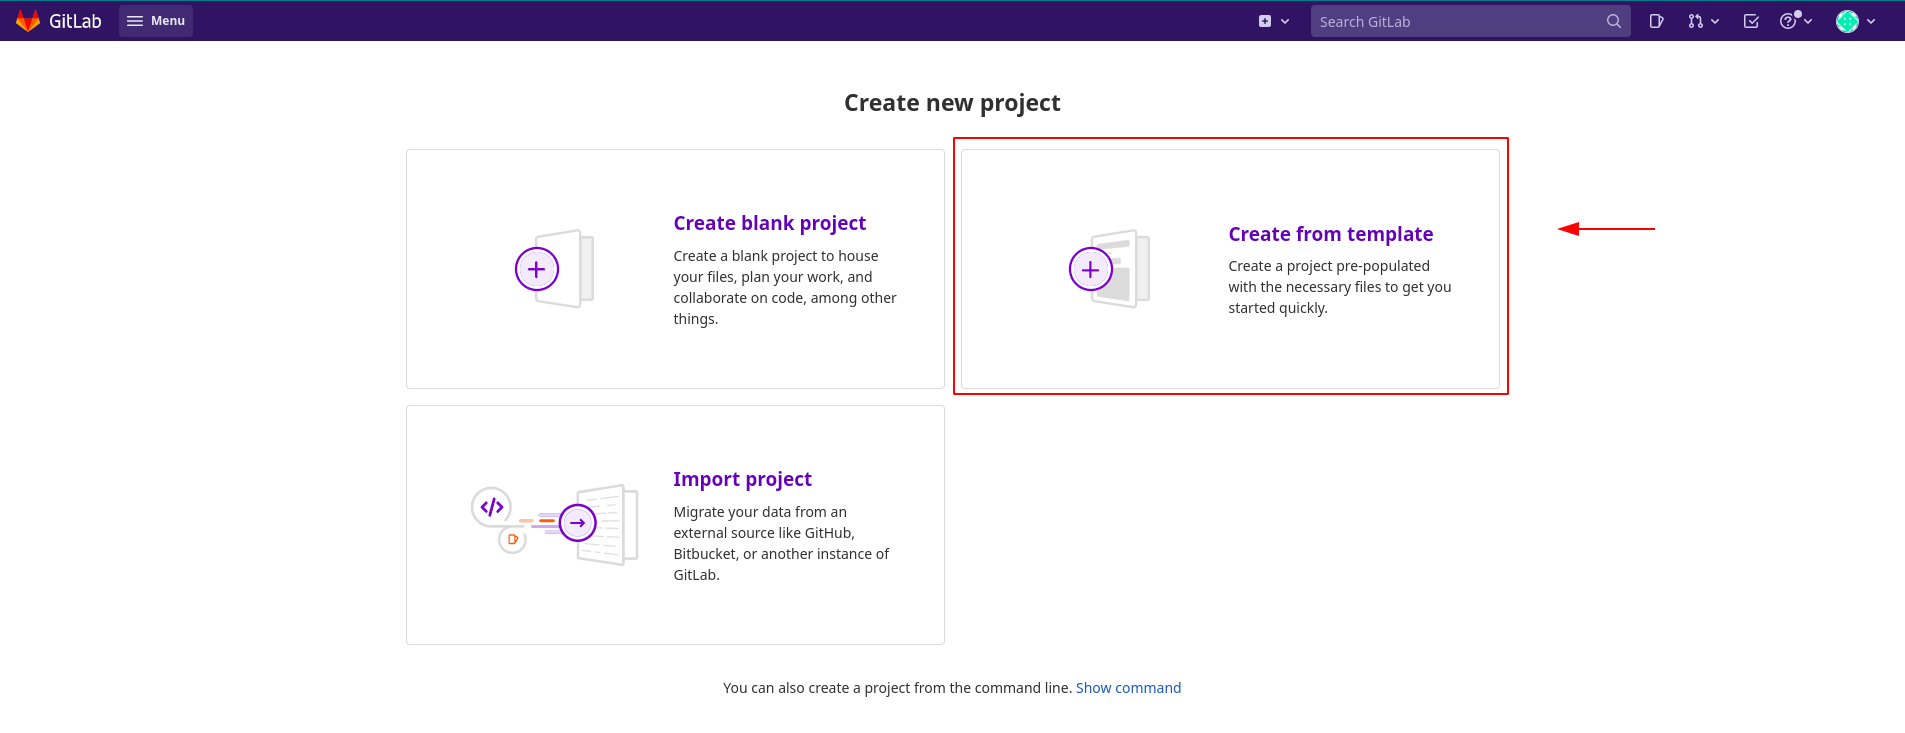 GitLab
Menu
Search GitLab
Create new project
Create blank project
Create a blank project to house
your files, plan your work, and
collaborate on code, among other
things.
Create from template
Create a project pre-populated
with the necessary files to get you
started quickly.
Import project
Migrate your data from an
external source like GitHub,
Bitbucket, or another instance of
GitLab.
You can also create a project from the command line. Show command